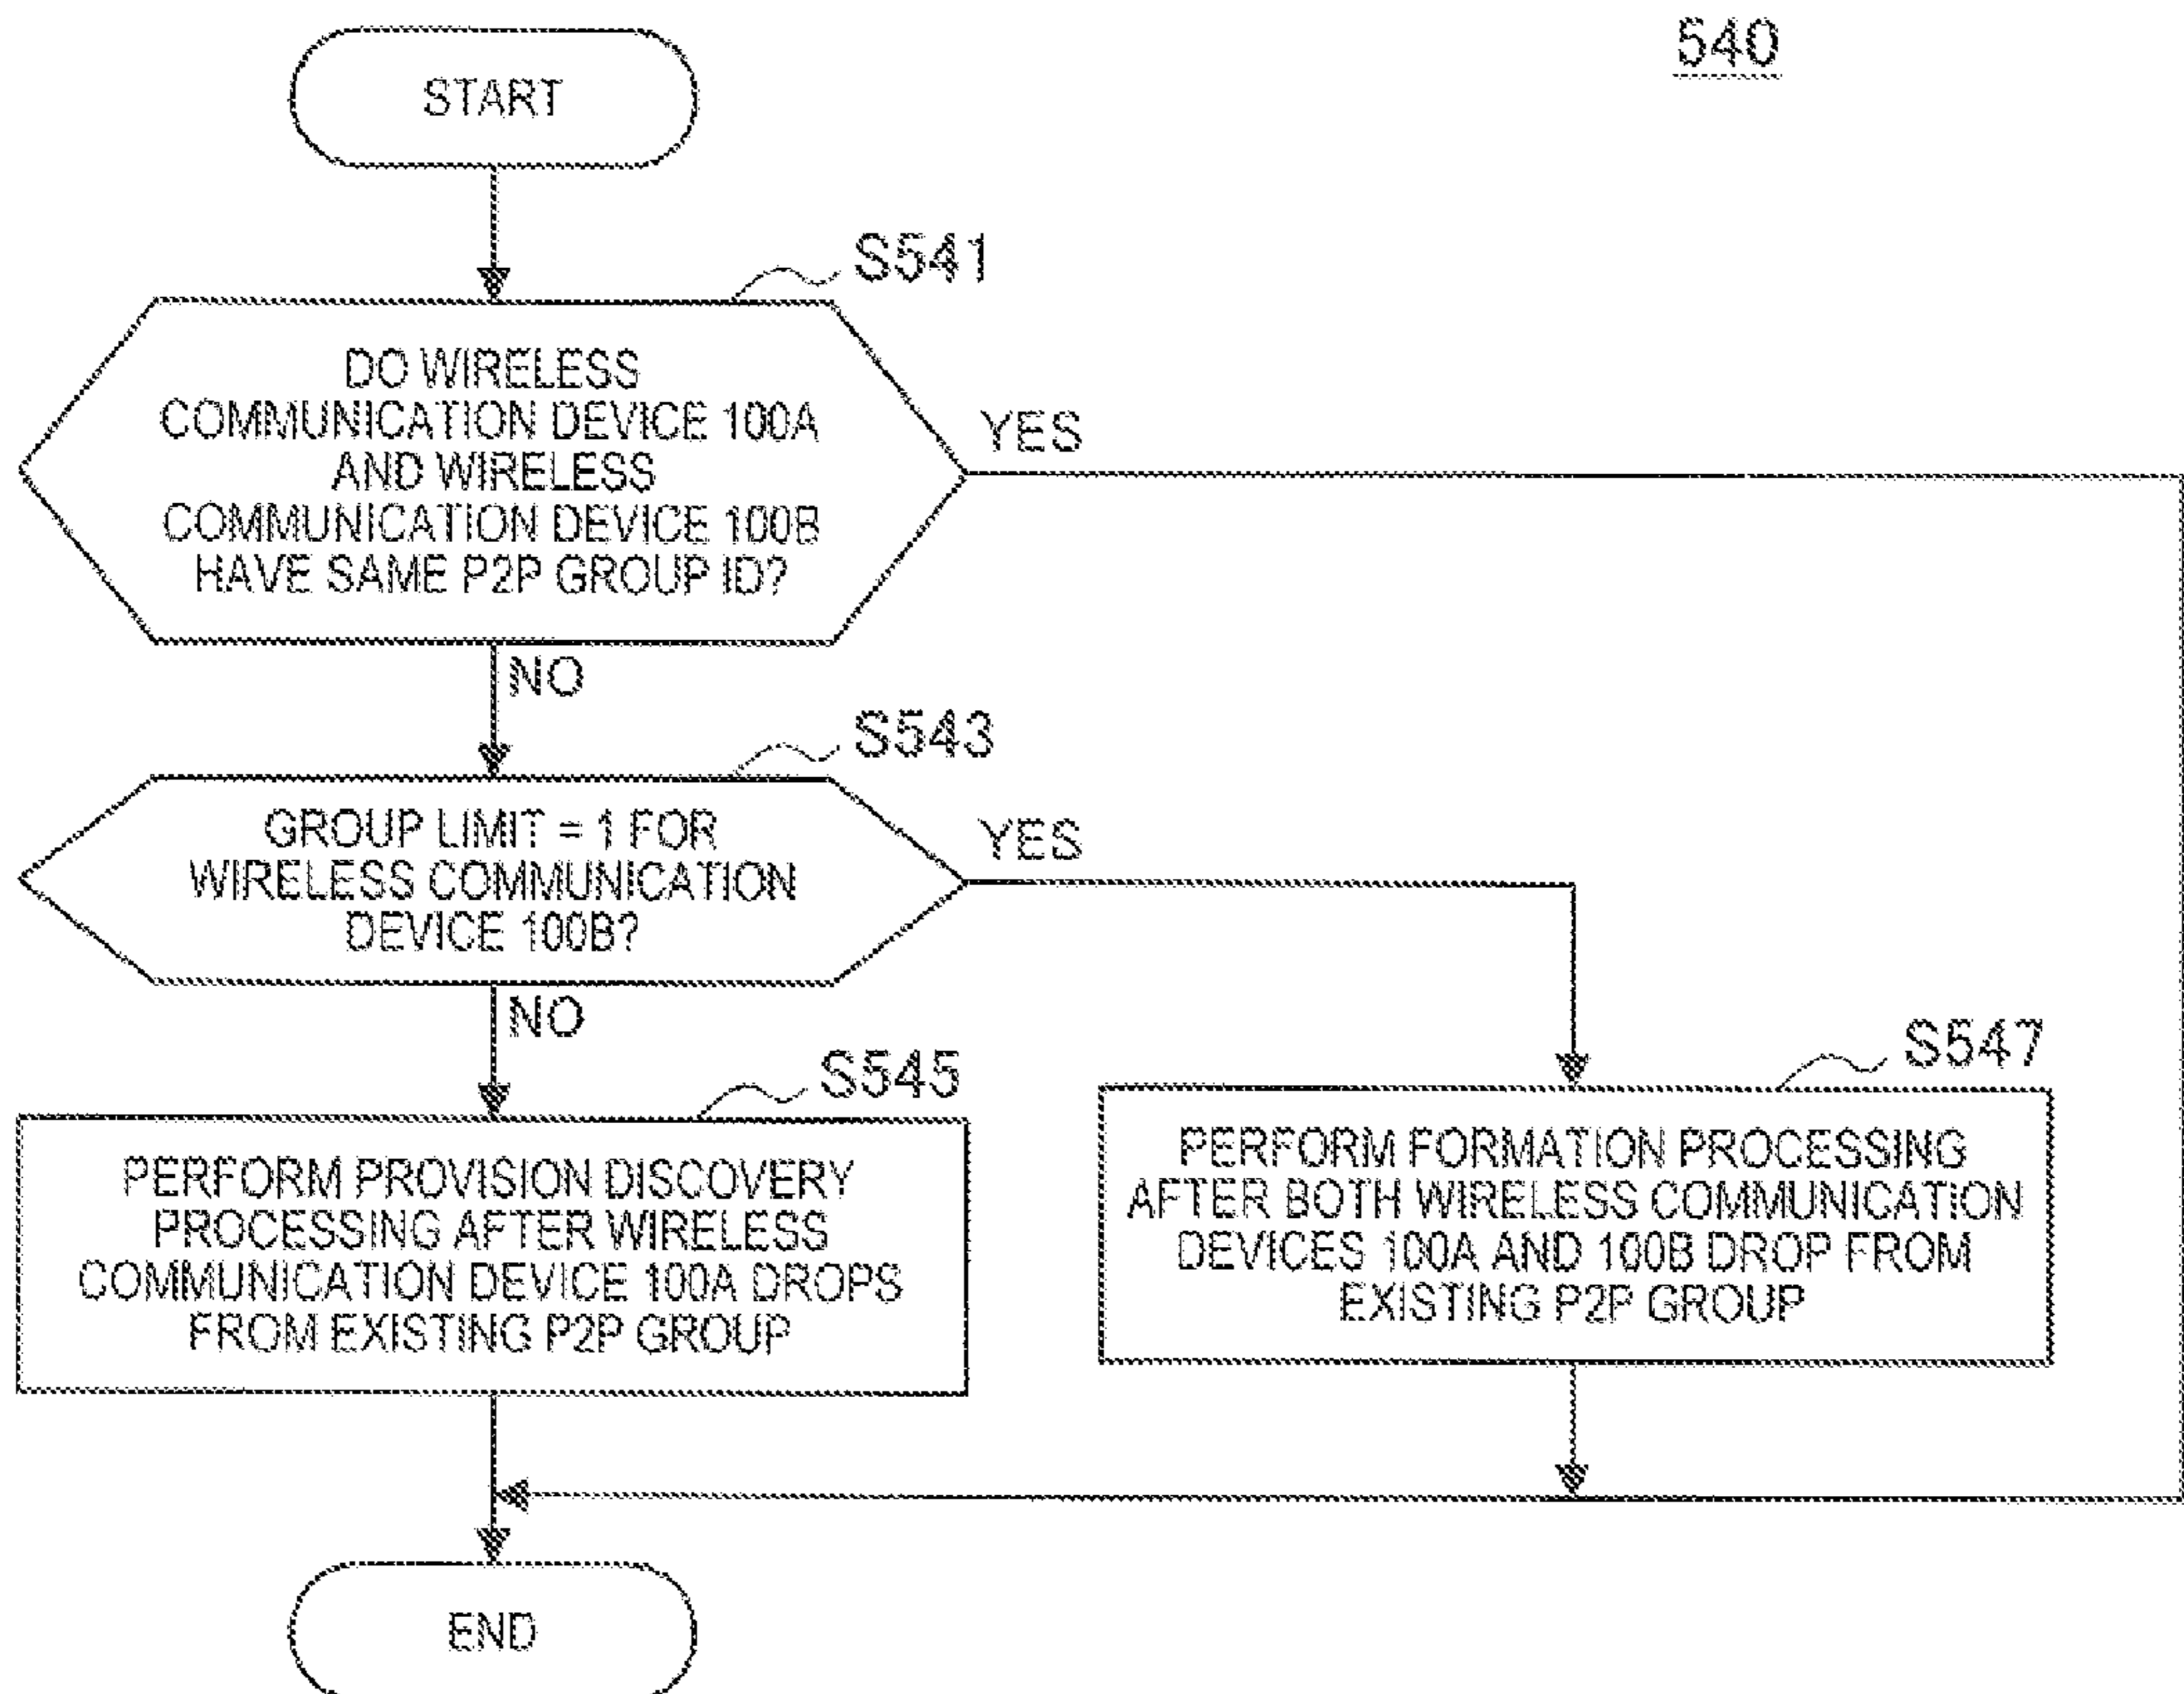 540
START
S541
DO WIRELESS
COMMUNICATION DEVICE 100A
AND WIRELESS
COMMUNICATION DEVICE 100B
HAVE SAME P2P GROUP ID?
YES
NO
S543
GROUP LIMIT = 1 FOR
WIRELESS COMMUNICATION
DEVICE 100B?
YES
NO
S545
PERFORM PROVISION DISCOVERY
PROCESSING AFTER WIRELESS
COMMUNICATION DEVICE 100A DROPS
FROM EXISTING P2P GROUP
S547
PERFORM FORMATION PROCESSING
AFTER BOTH WIRELESS COMMUNICATION
DEVICES 100A AND 100B DROP FROM
EXISTING P2P GROUP
END